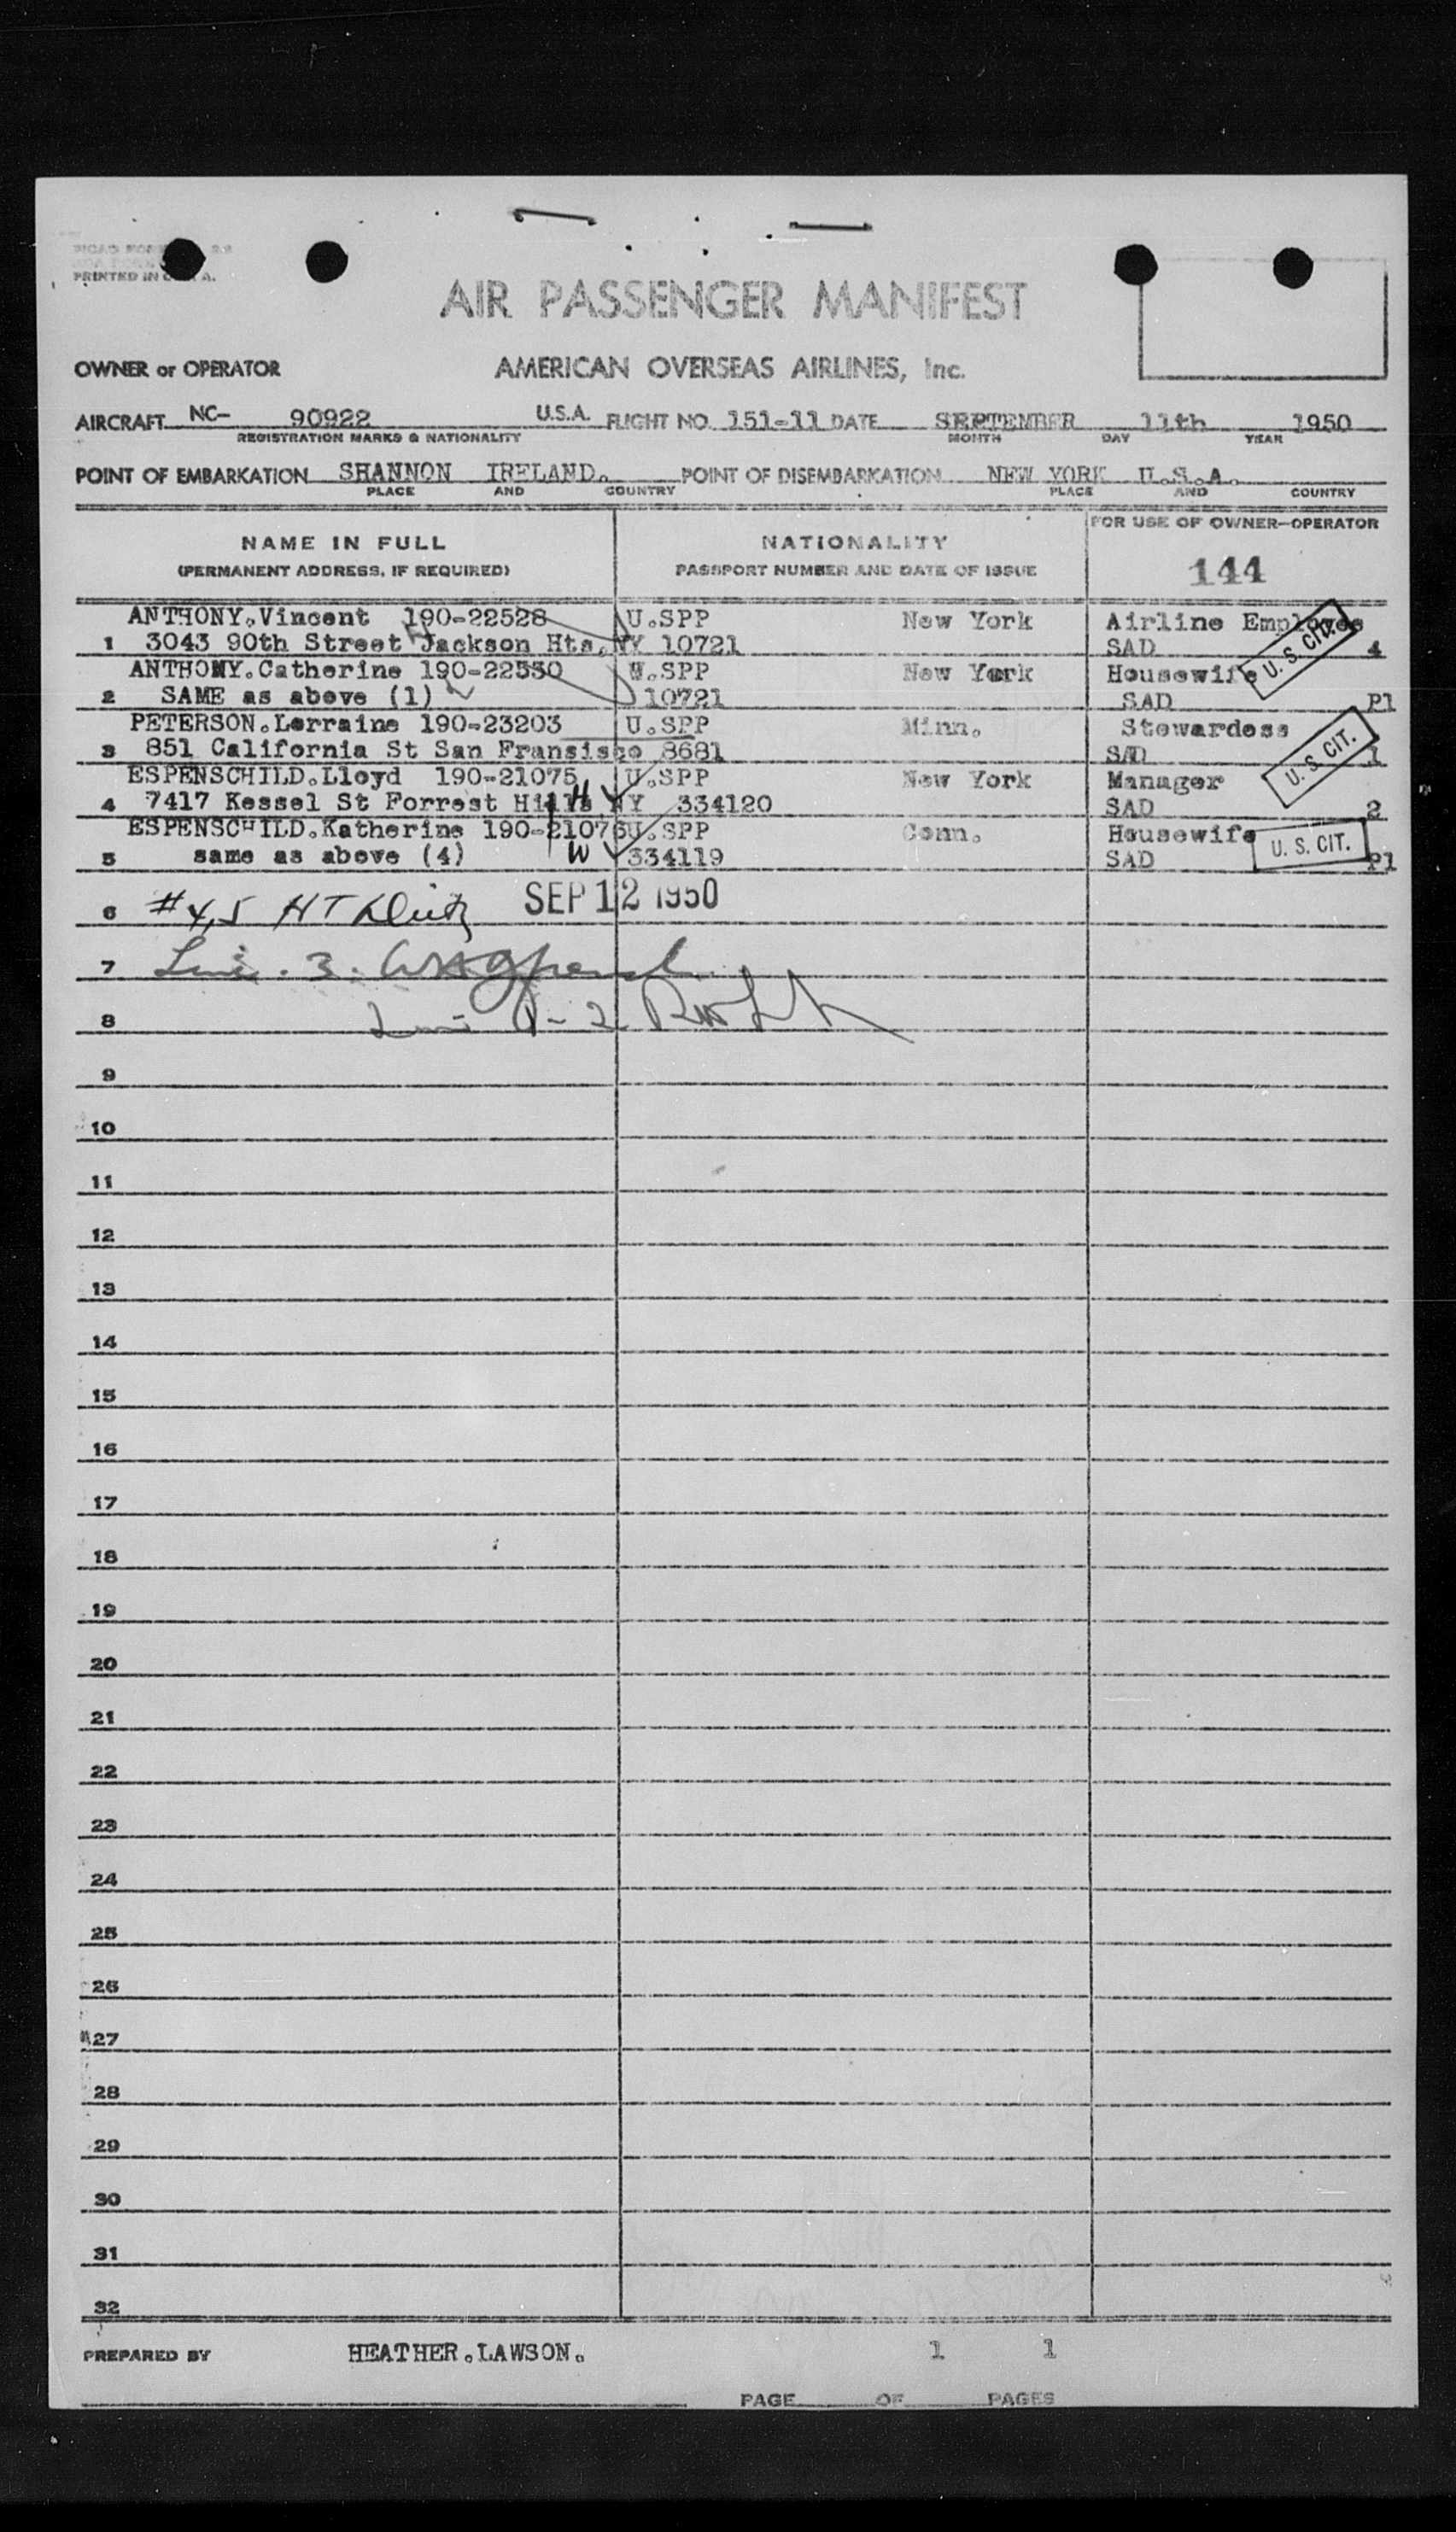 PRINTED IN U.S.A.
AIR PASSENGER MANIFEST
OWNER or OPERATOR AMERICAN OVERSEAS AIRLINES, Inc.
AIRCRAFT NC- 90922 U.S.A. FLIGHT NO. 151-11 DATE SEPTEMBER 11th 1950
REGISTRATION MARKS & NATIONALITY MONTH DAY YEAR
POINT OF EMBARKATION SHANNON IRELAND. POINT OF DISEMBARKATION NEW YORK U.S.A.
PLACE AND COUNTRY PLACE AND COUNTRY
NAME IN FULL NATIONALITY FOR USE OF OWNER-OPERATOR
(PERMANENT ADDRESS, IF REQUIRED) PASSPORT NUMBER AND DATE OF ISSUE 144
ANTHONY.Vincent 190-22528 U.SPP New York Airline Employee
1 3043 90th Street Jackson Hts.NY 10721 SAD 4
U. S. CIT.
ANTHONY.Catherine 190-22530 U.SPP New York Housewife
2 SAME as above (1) 10721 SAD P1
PETERSON.Lorraine 190-23203 U.SPP Minn. Stewardess
3 851 California St San Fransisco 8681 SAD 1
U. S. CIT.
ESPENSCHILD.Lloyd 190-21075 U.SPP New York Manager
4 7417 Kessel St Forrest Hills H NY 334120 SAD 2
ESPENSCHILD.Katherine 190-21076 U.SPP Conn. Housewife
5 same as above (4) W 334119 SAD P1
U. S. CIT.
6 #4,5 HT SEP 12 1950
7 3.
8
9
10
11
12
13
14
15
16
17
18
19
20
21
22
23
24
25
26
27
28
29
30
31
32
PREPARED BY HEATHER.LAWSON. 1 1
PAGE OF PAGES